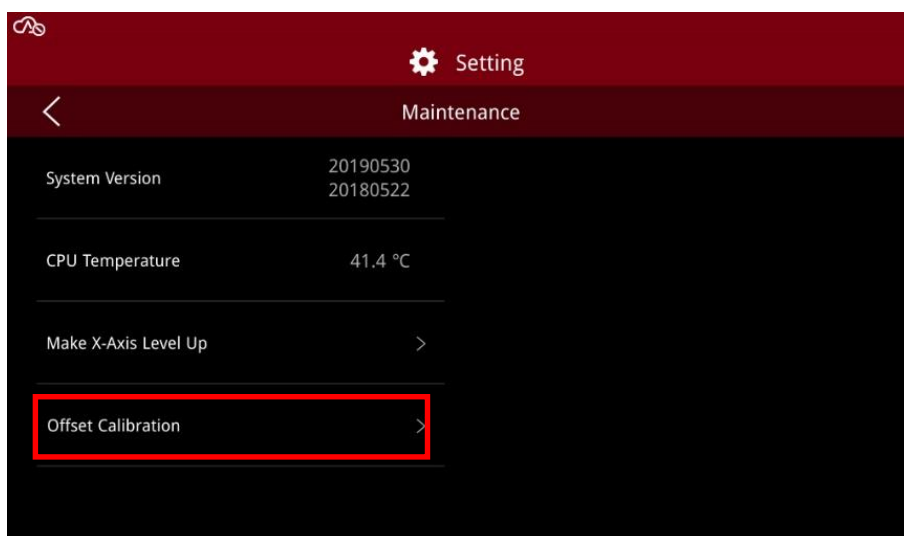 Setting
Maintenance
System Version
20190530
20180522
CPU Temperature 41.4 °C
Make X-Axis Level Up >
Offset Calibration >